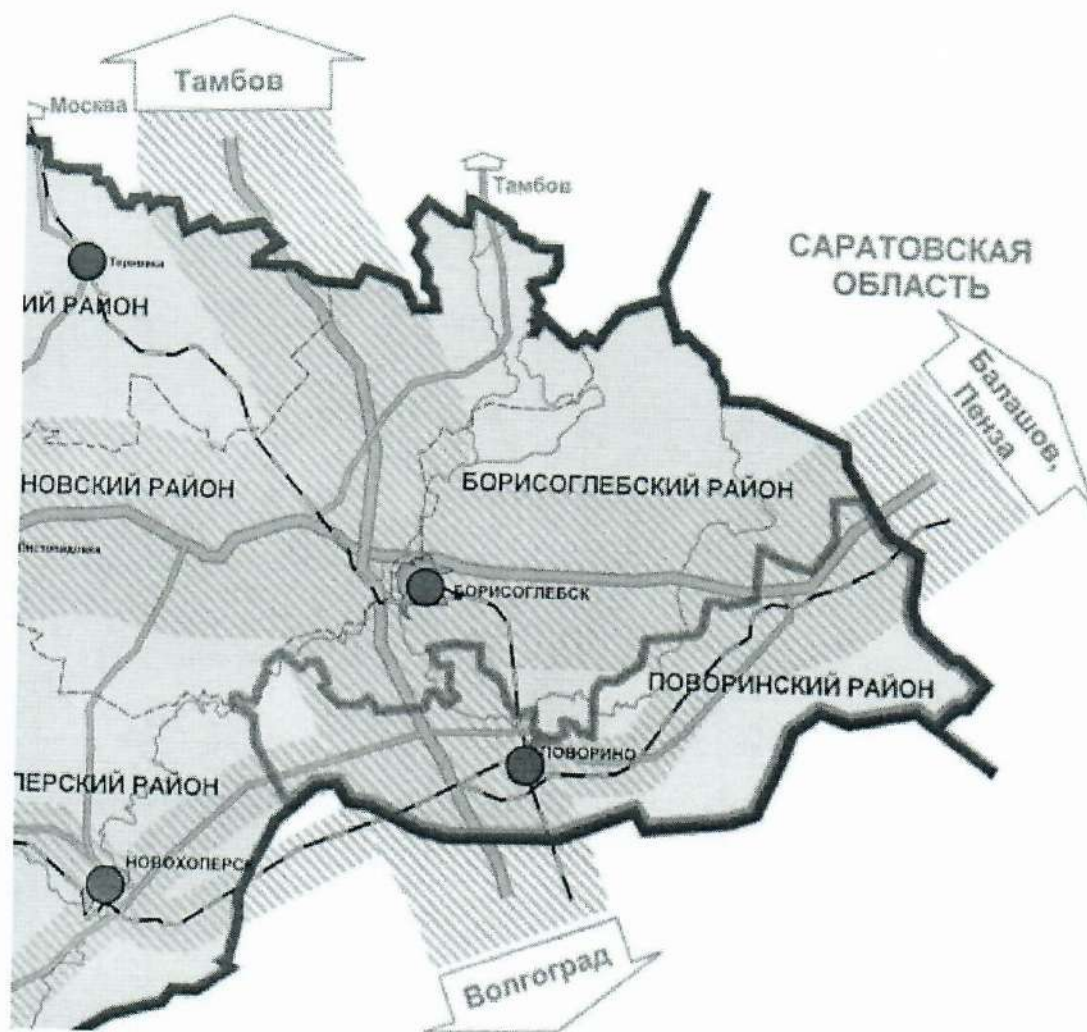 Тамбов
Москва
Тамбов
САРАТОВСКАЯ
ОБЛАСТЬ
Терновка
ИЙ РАЙОН
Балашов,
Пенза
НОВСКИЙ РАЙОН
БОРИСОГЛЕБСКИЙ РАЙОН
БОРИСОГЛЕБСК
ПОВОРИНСКИЙ РАЙОН
ПОВОРИНО
ПЕРСКИЙ РАЙОН
НОВОХОПЕРСК
Волгоград